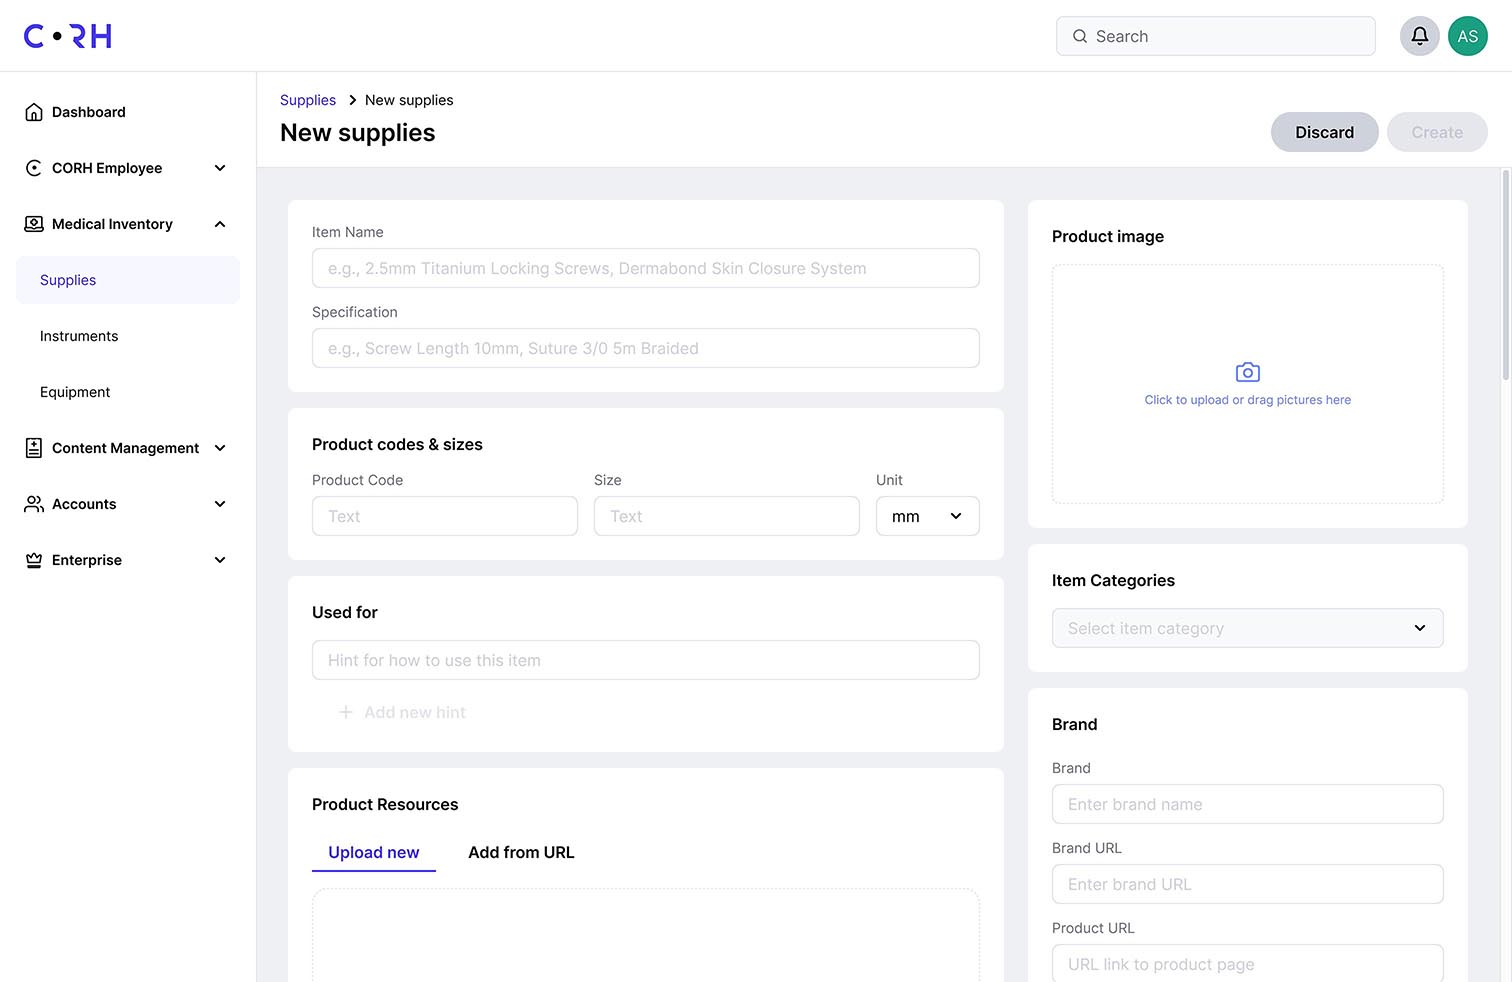 C•RH
Search
AS
Dashboard
CORH Employee
Medical Inventory
Supplies
Instruments
Equipment
Content Management
Accounts
Enterprise
Supplies > New supplies
New supplies
Discard
Create
Item Name
e.g., 2.5mm Titanium Locking Screws, Dermabond Skin Closure System
Specification
e.g., Screw Length 10mm, Suture 3/0 5m Braided
Product codes & sizes
Product Code Size Unit
Text Text mm
Used for
Hint for how to use this item
+ Add new hint
Product Resources
Upload new Add from URL
Product image
Click to upload or drag pictures here
Item Categories
Select item category
Brand
Brand
Enter brand name
Brand URL
Enter brand URL
Product URL
URL link to product page